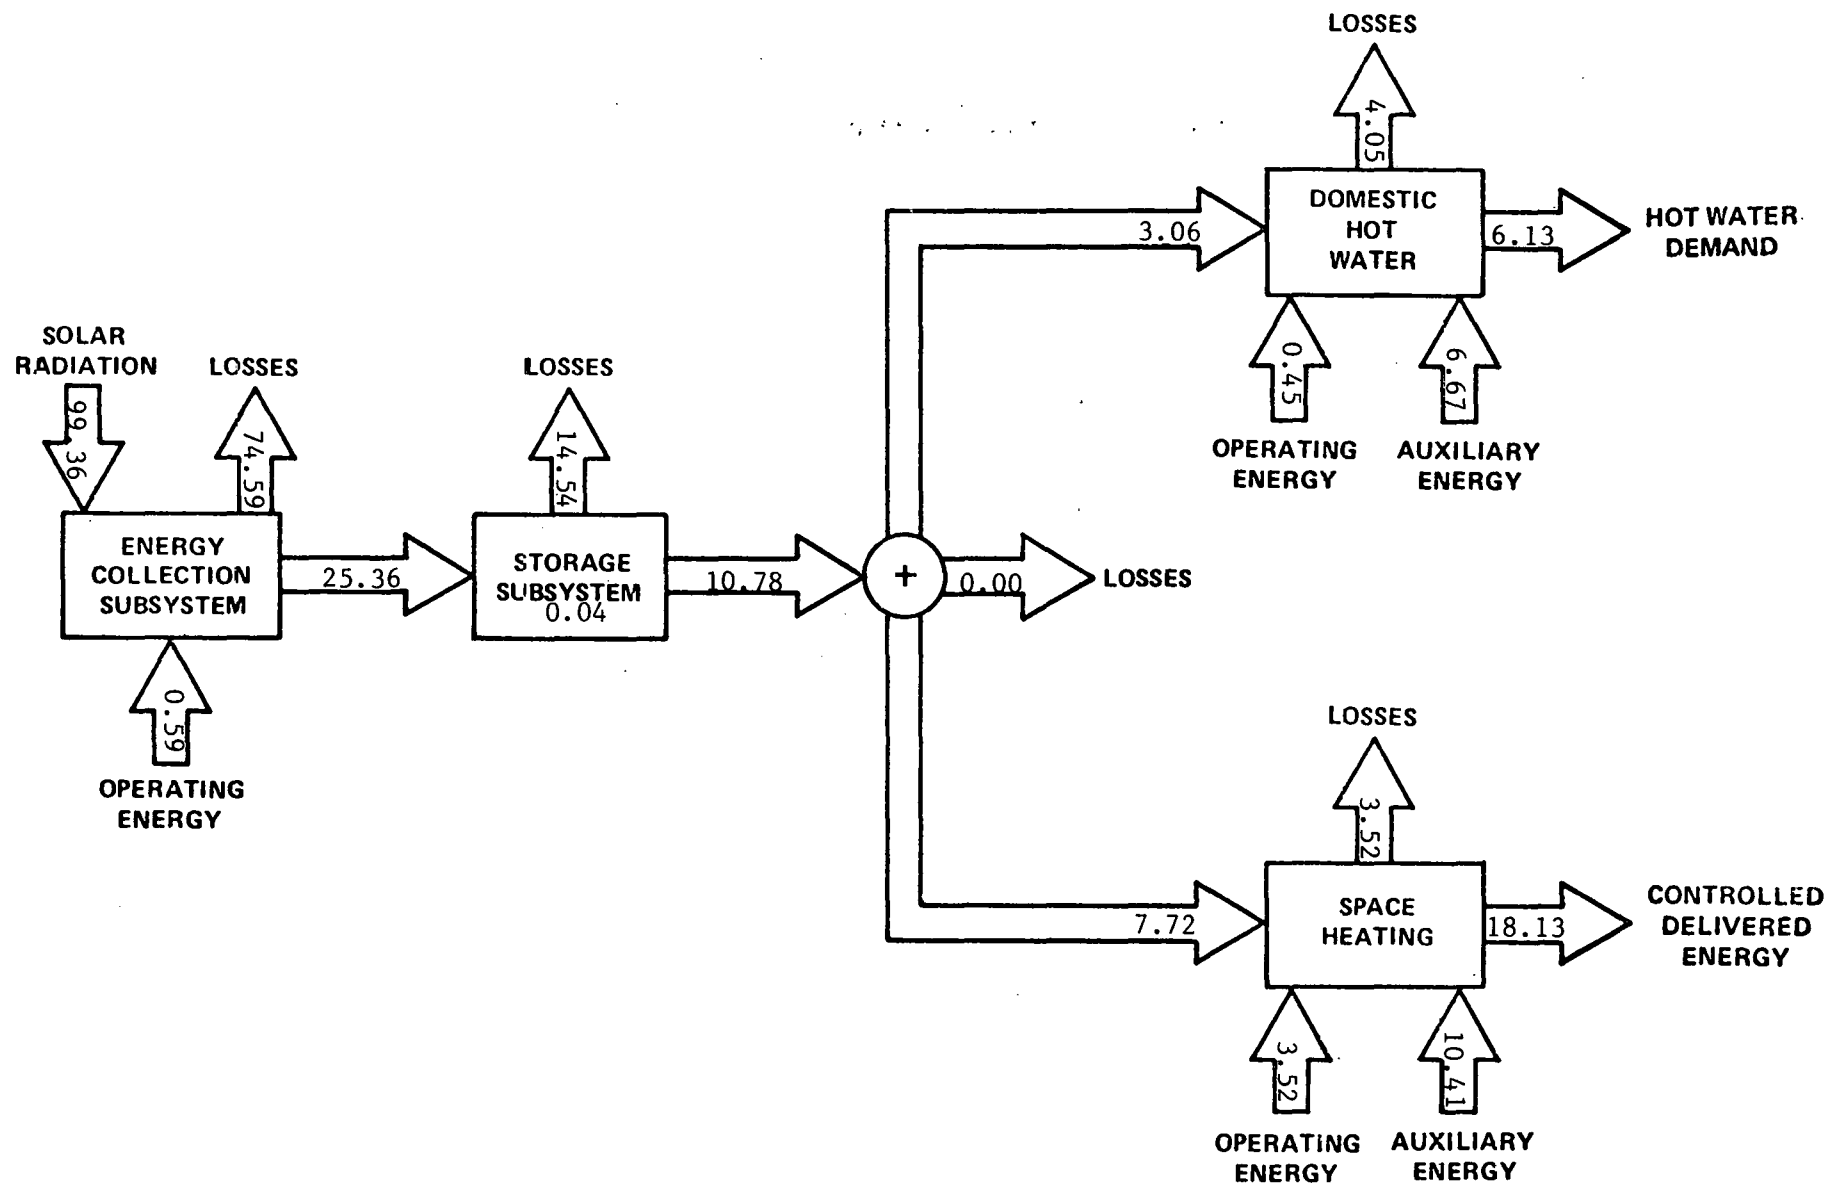 LOSSES
4.05
DOMESTIC
HOT
WATER
3.06
6.13
HOT WATER
DEMAND
0.45
6.67
OPERATING
ENERGY
AUXILIARY
ENERGY
SOLAR
RADIATION
99.36
LOSSES
74.59
LOSSES
14.54
ENERGY
COLLECTION
SUBSYSTEM
25.36
STORAGE
SUBSYSTEM
0.04
10.78
+
0.00
LOSSES
0.59
OPERATING
ENERGY
LOSSES
3.52
7.72
SPACE
HEATING
18.13
CONTROLLED
DELIVERED
ENERGY
3.52
10.41
OPERATING
ENERGY
AUXILIARY
ENERGY